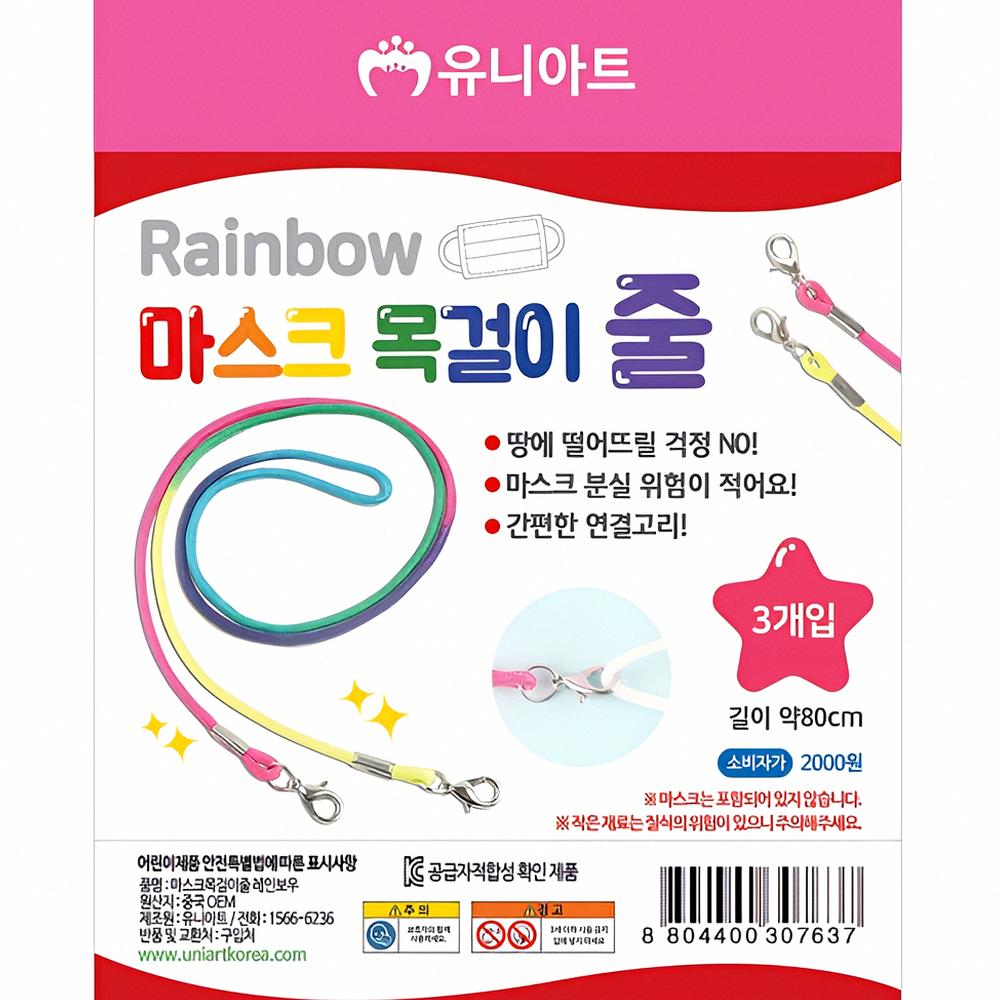 유니아트
Rainbow
마스크 목걸이 줄
● 땅에 떨어뜨릴 걱정 NO!
● 마스크 분실 위험이 적어요!
● 간편한 연결고리!
3개입
길이 약80cm
소비자가 2000원
※ 마스크는 포함되어 있지 않습니다.
※ 작은 재료는 질식의 위험이 있으니 주의해주세요.
어린이제품 안전특별법에 따른 표시사항
품명 : 마스크목걸이줄 레인보우
원산지 : 중국 OEM
제조원 : 유니아트 / 전화 : 1566-6236
반품 및 교환처 : 구입처
www.uniartkorea.com
공급자적합성 확인 제품
주의
경고
8 804400 307637